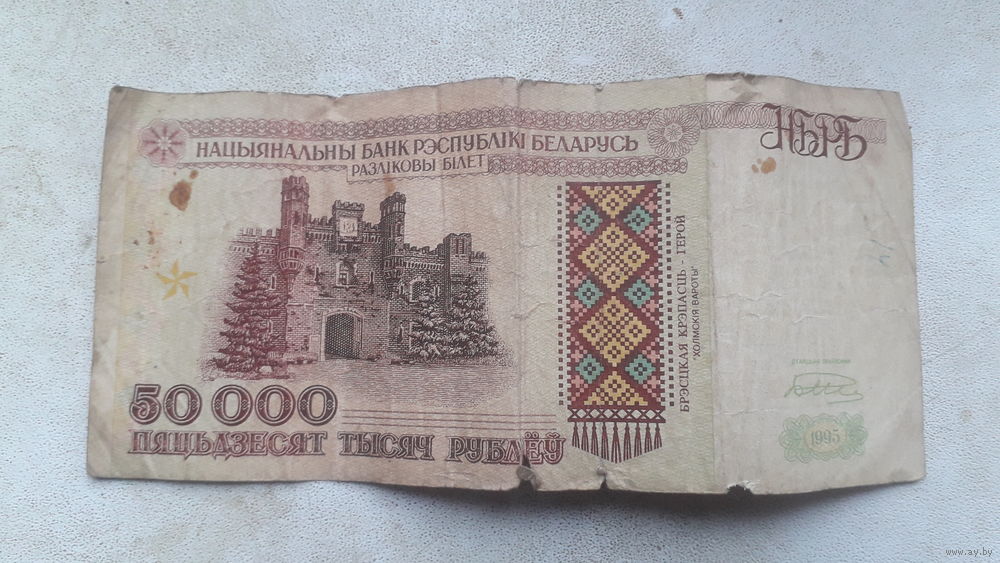 НАЦЫЯНАЛЬНЫ БАНК РЭСПУБЛІКІ БЕЛАРУСЬ
РАЗЛІКОВЫ БІЛЕТ
НБРБ
БРЭСЦКАЯ КРЭПАСЦЬ - ГЕРОЙ
"ХОЛМСКІЯ ВАРОТЫ"
50 000
ПЯЦЬДЗЕСЯТ ТЫСЯЧ РУБЛЁЎ
1995
www.ay.by